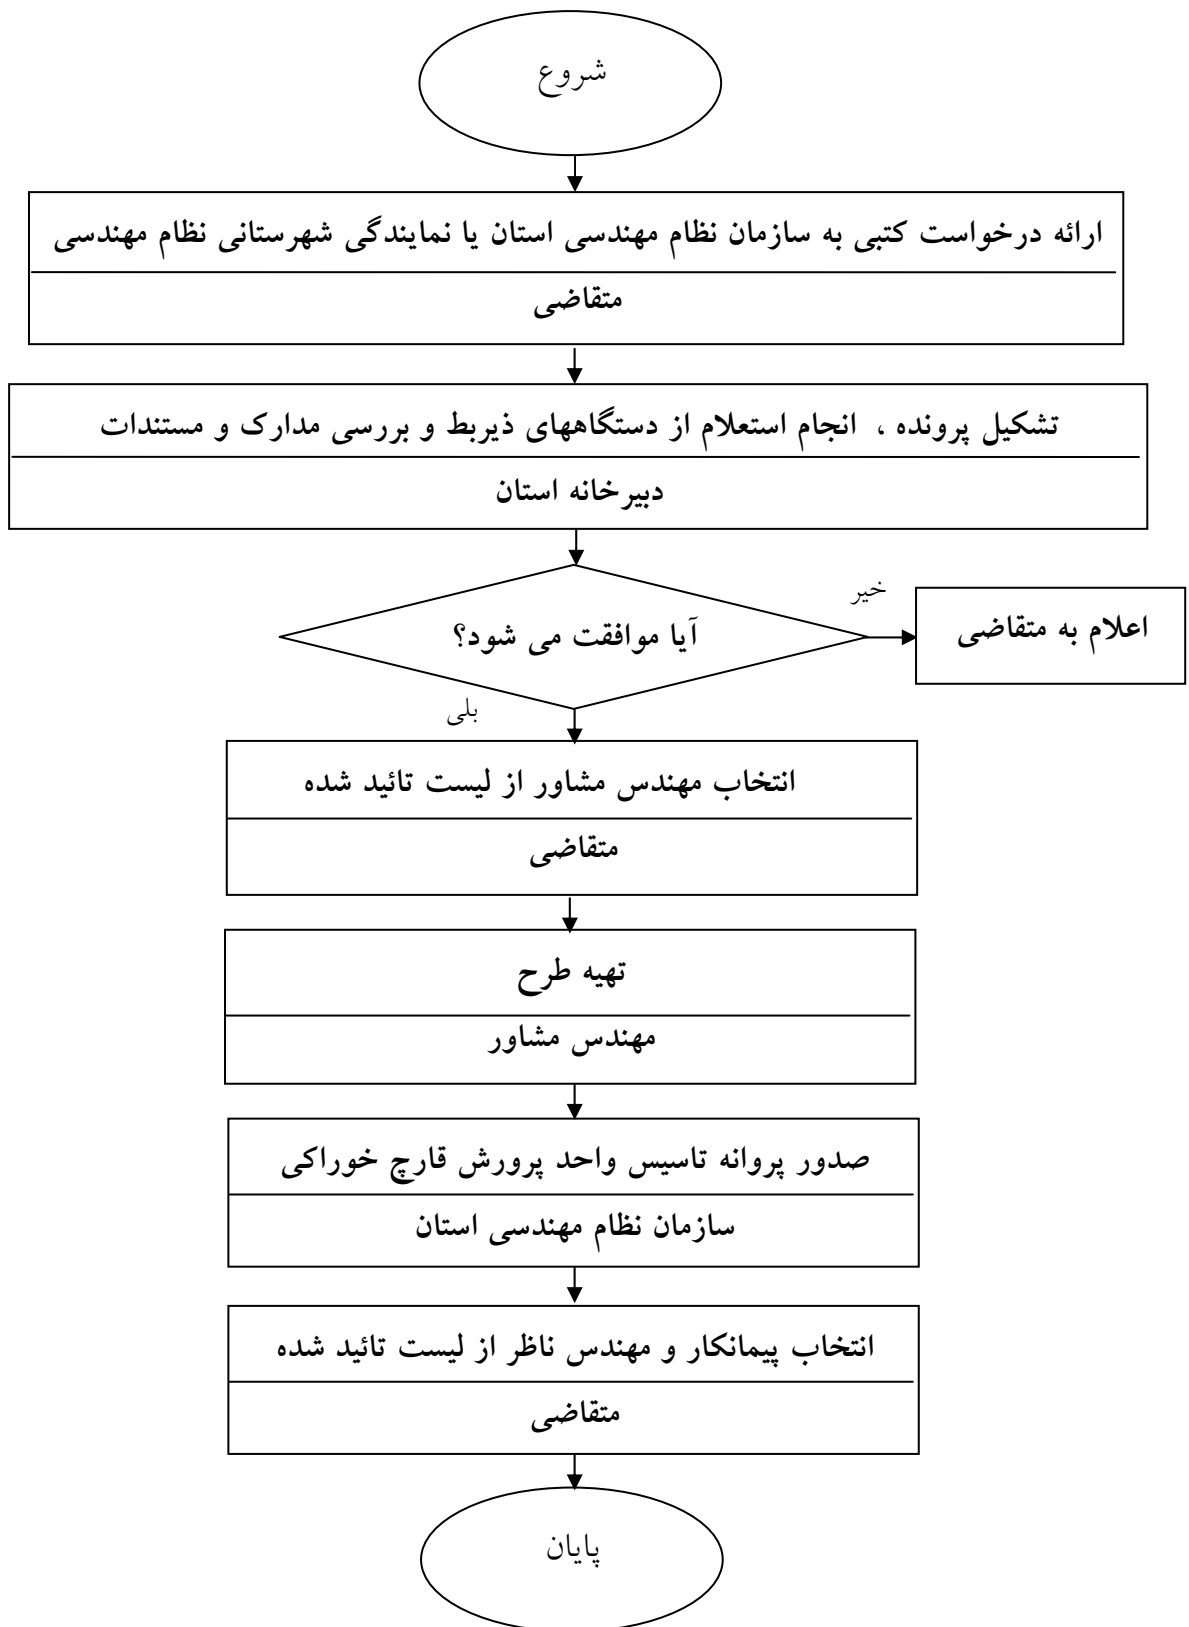 شروع
ارائه درخواست کتبی به سازمان نظام مهندسی استان یا نمایندگی شهرستانی نظام مهندسی
متقاضی
تشکیل پرونده ، انجام استعلام از دستگاههای ذیربط و بررسی مدارک و مستندات
دبیرخانه استان
آیا موافقت می شود؟
خیر
اعلام به متقاضی
بلی
انتخاب مهندس مشاور از لیست تائید شده
متقاضی
تهیه طرح
مهندس مشاور
صدور پروانه تاسیس واحد پرورش قارچ خوراکی
سازمان نظام مهندسی استان
انتخاب پیمانکار و مهندس ناظر از لیست تائید شده
متقاضی
پایان